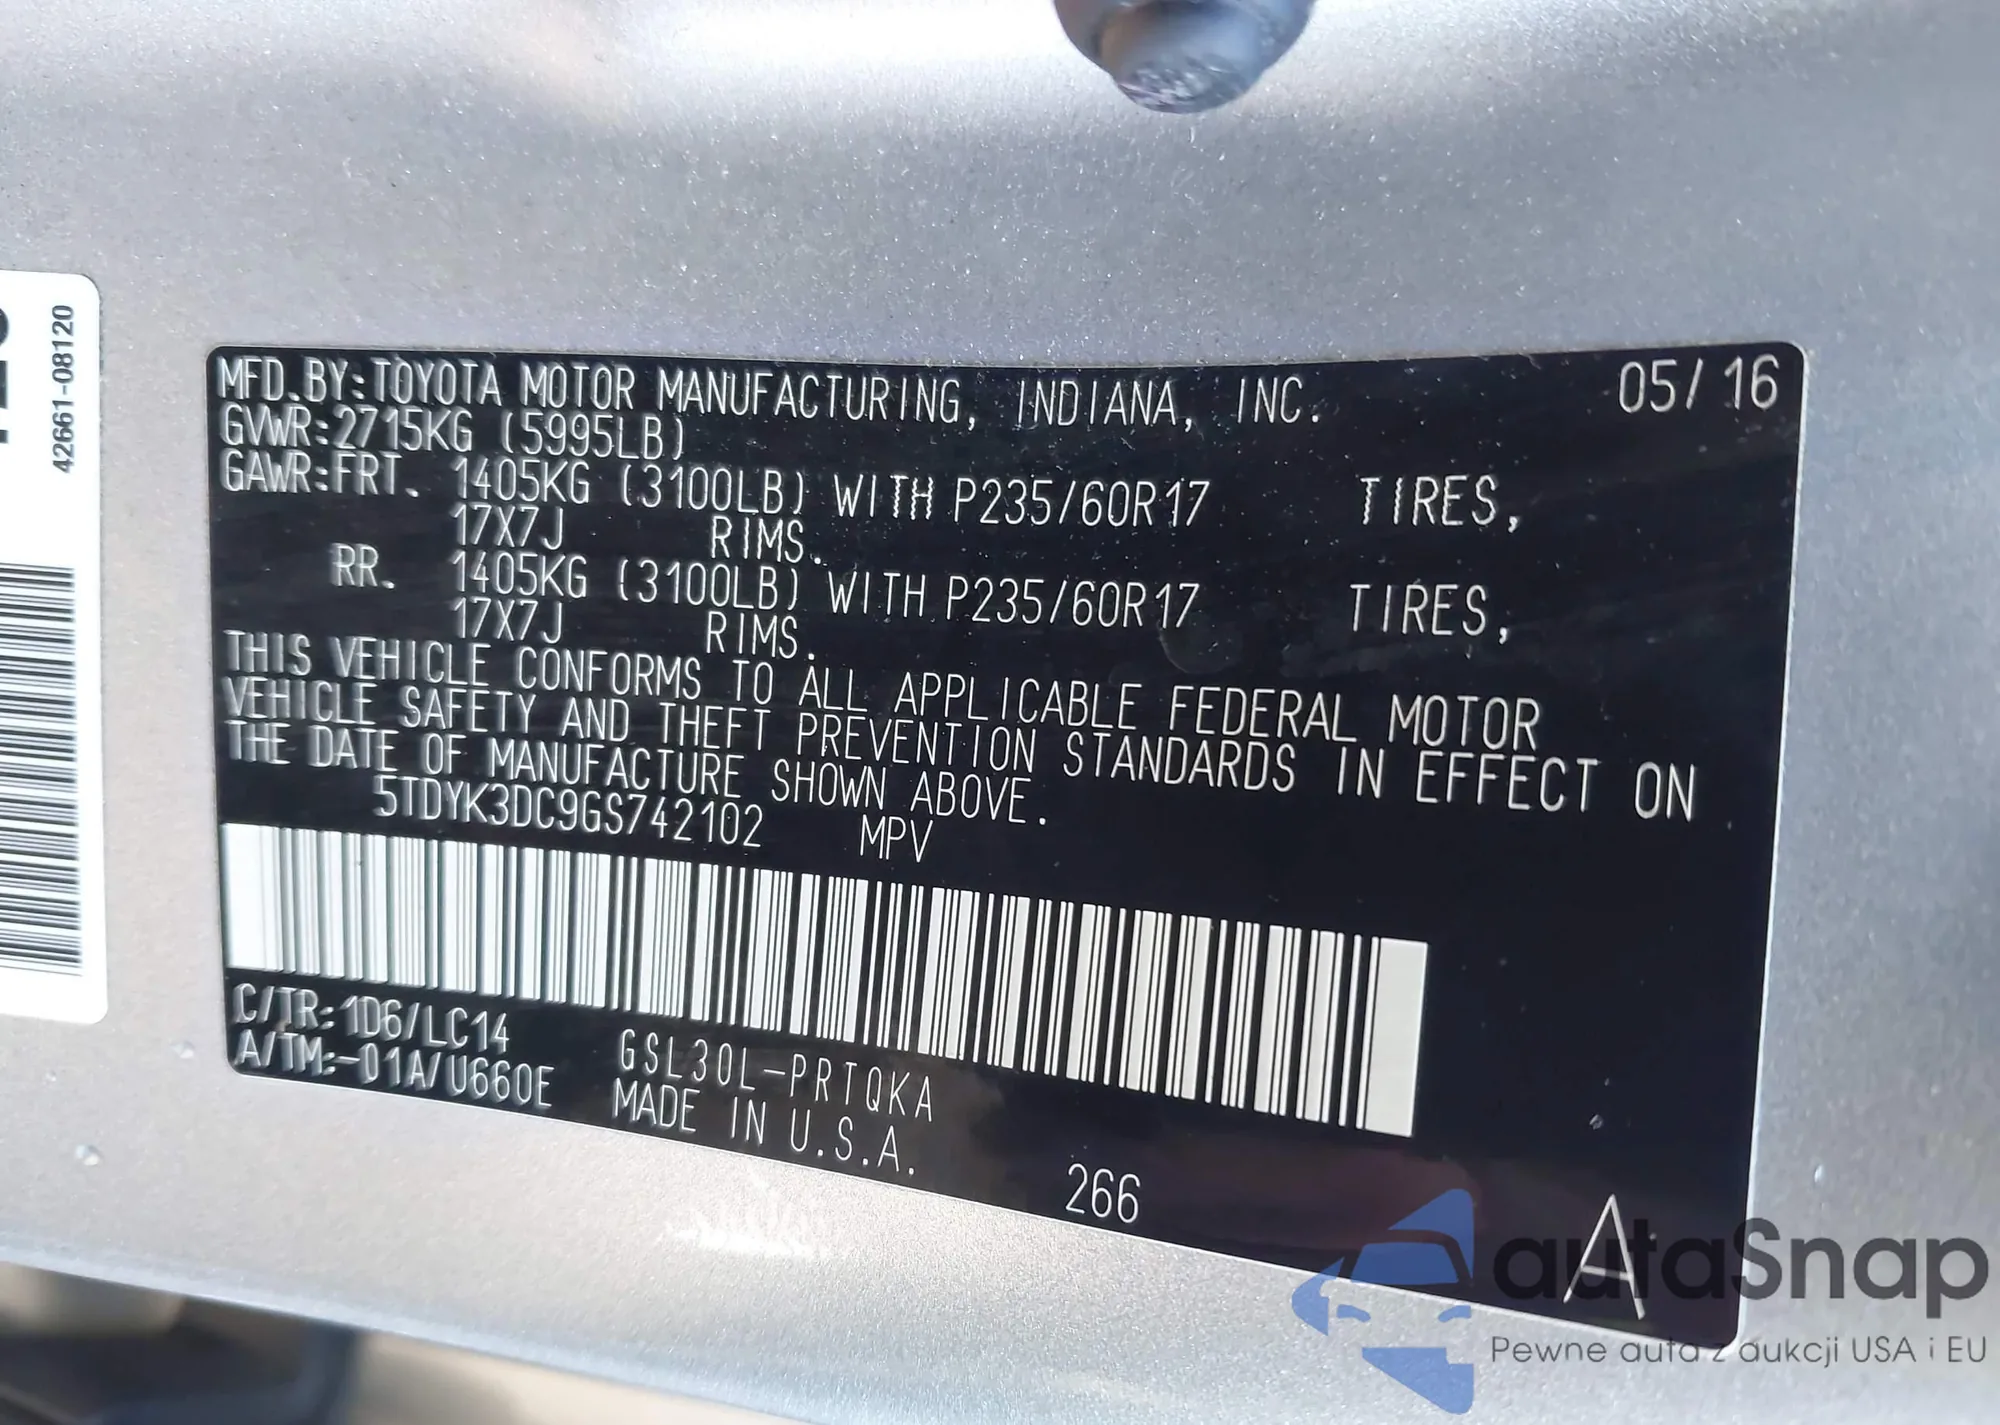 42661-08120
MFD.BY:TOYOTA MOTOR MANUFACTURING, INDIANA, INC. 05/16
GVWR:2715KG (5995LB)
GAWR:FRT. 1405KG (3100LB) WITH P235/60R17 TIRES,
17X7J RIMS.
RR. 1405KG (3100LB) WITH P235/60R17 TIRES,
17X7J RIMS.
THIS VEHICLE CONFORMS TO ALL APPLICABLE FEDERAL MOTOR
VEHICLE SAFETY AND THEFT PREVENTION STANDARDS IN EFFECT ON
THE DATE OF MANUFACTURE SHOWN ABOVE.
5TDYK3DC9GS742102 MPV
C/TR:1D6/LC14 GSL30L-PRTQKA
A/TM:-01A/U660E MADE IN U.S.A.
266
A
autaSnap
Pewne auta z aukcji USA i EU